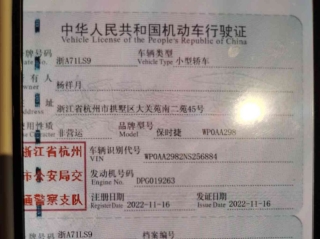 中华人民共和国机动车行驶证
Vehicle License of the People's Republic of China
牌号码 浙A71LS9 车辆类型 小型轿车
Vehicle Type
有人 杨样月
址 浙江省杭州市拱墅区大关苑南二苑45号
用性质 非营运 品牌型号 保时捷 WP0AA298
浙江省杭州市公安局交通警察支队
车辆识别代号 WP0AA2982NS256884
VIN
发动机号码 DPG019263
Engine No.
注册日期 2022-11-16 发证日期 2022-11-16
Register Date Issue Date
牌号码 浙A71LS9 档案编号